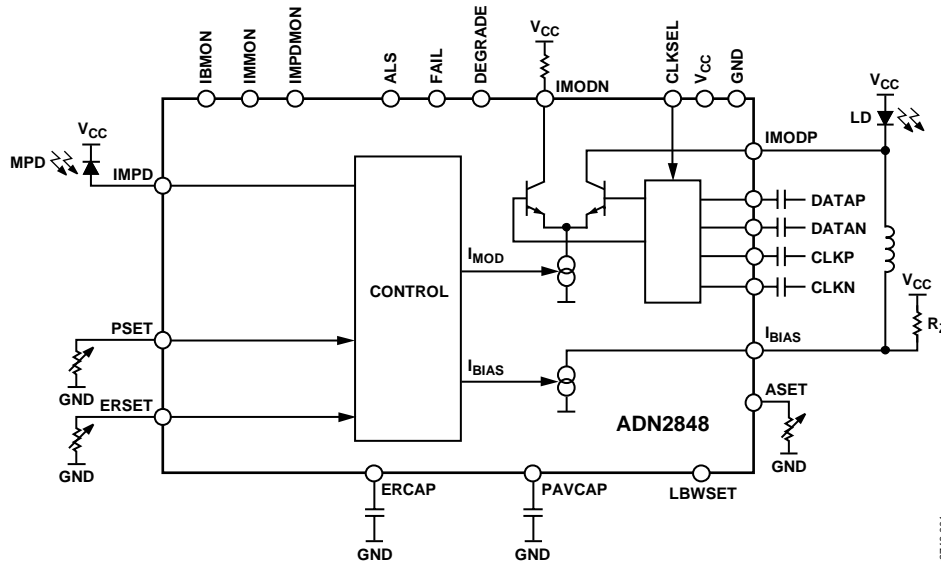 IBMON
IMMON
IMPDMON
ALS
FAIL
DEGRADE
VCC
IMODN
CLKSEL
VCC
GND
VCC
LD
IMODP
VCC
MPD
IMPD
DATAP
DATAN
CLKP
CLKN
IMOD
CONTROL
VCC
PSET
GND
IBIAS
IBIAS
ERSET
GND
ADN2848
ASET
GND
ERCAP
GND
PAVCAP
GND
LBWSET